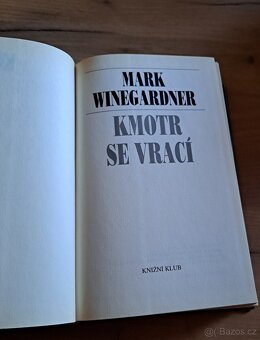 MARK
WINEGARDNER
KMOTR
SE VRACÍ
KNIŽNÍ KLUB
Bazos.cz